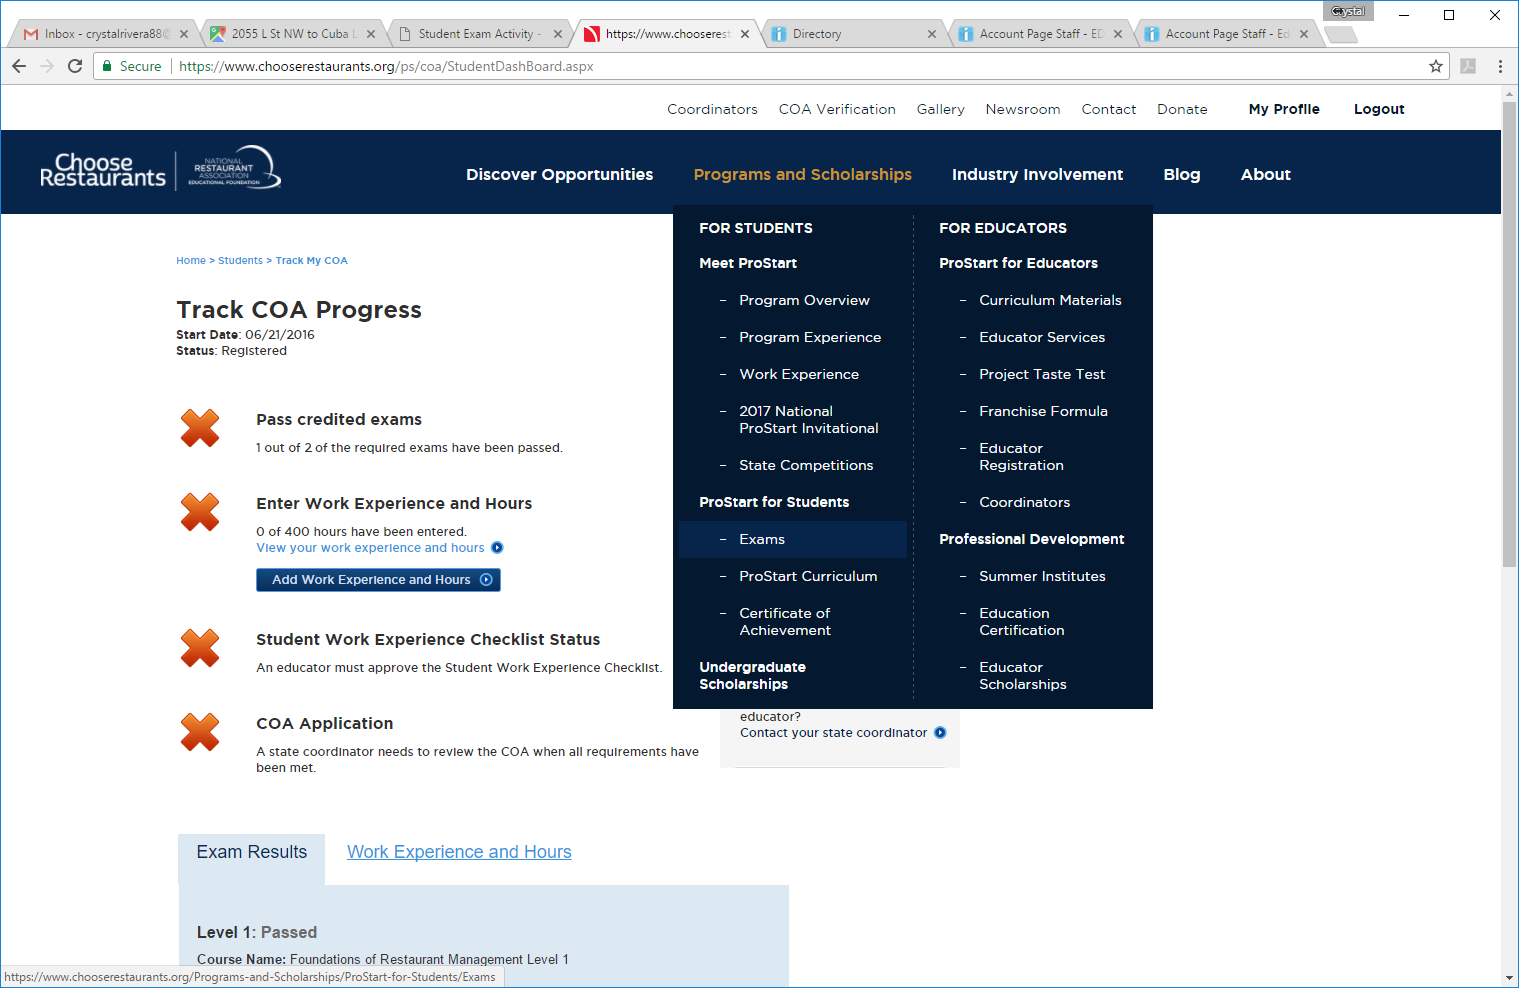 Crystal
Inbox - crystalrivera88@
2055 L St NW to Cuba L
Student Exam Activity -
https://www.chooserest
Directory
Account Page Staff - ED
Account Page Staff - Ed
Secure
https://www.chooserestaurants.org/ps/coa/StudentDashBoard.aspx
Coordinators COA Verification Gallery Newsroom Contact Donate My Profile Logout
Choose
Restaurants
NATIONAL
RESTAURANT
ASSOCIATION
EDUCATIONAL FOUNDATION
Discover Opportunities Programs and Scholarships Industry Involvement Blog About
Home > Students > Track My COA
Track COA Progress
Start Date: 06/21/2016
Status: Registered
Pass credited exams
1 out of 2 of the required exams have been passed.
Enter Work Experience and Hours
0 of 400 hours have been entered.
View your work experience and hours
Add Work Experience and Hours
Student Work Experience Checklist Status
An educator must approve the Student Work Experience Checklist.
COA Application
A state coordinator needs to review the COA when all requirements have
been met.
FOR STUDENTS
Meet ProStart
– Program Overview
– Program Experience
– Work Experience
– 2017 National
ProStart Invitational
– State Competitions
ProStart for Students
– Exams
– ProStart Curriculum
– Certificate of
Achievement
Undergraduate
Scholarships
FOR EDUCATORS
ProStart for Educators
– Curriculum Materials
– Educator Services
– Project Taste Test
– Franchise Formula
– Educator
Registration
– Coordinators
Professional Development
– Summer Institutes
– Education
Certification
– Educator
Scholarships
educator?
Contact your state coordinator
Exam Results
Work Experience and Hours
Level 1: Passed
Course Name: Foundations of Restaurant Management Level 1
https://www.chooserestaurants.org/Programs-and-Scholarships/ProStart-for-Students/Exams